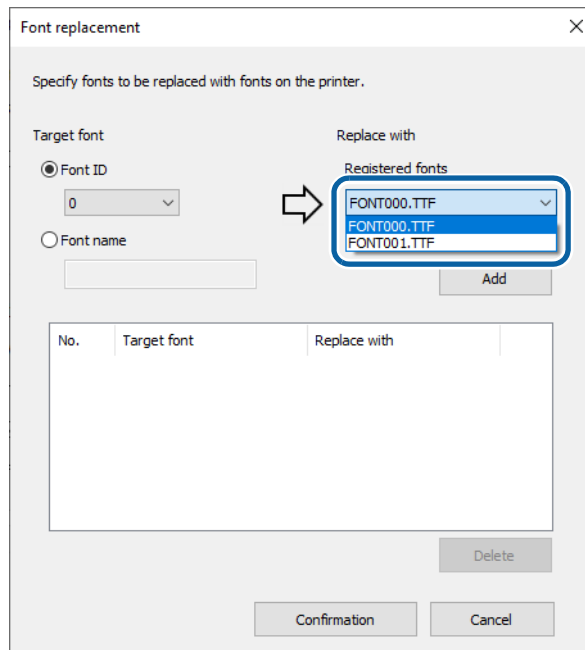 Font replacement
Specify fonts to be replaced with fonts on the printer.
Target font
Replace with
Font ID
Registered fonts
0
FONT000.TTF
FONT000.TTF
FONT001.TTF
Font name
Add
No. Target font Replace with
Delete
Confirmation Cancel